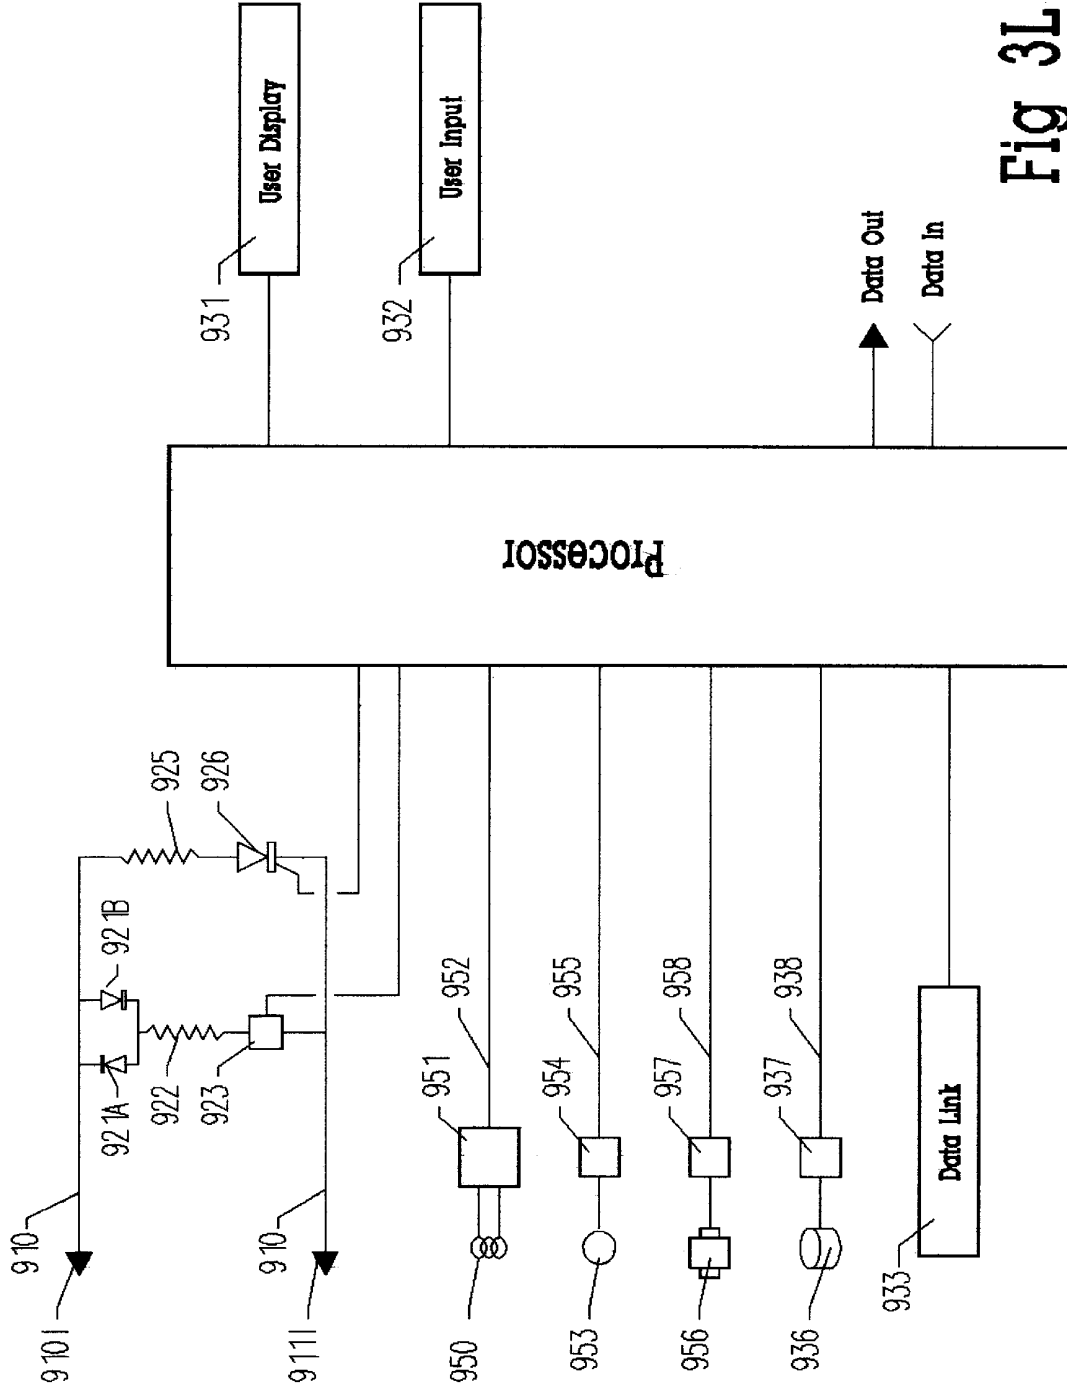 910I
910
921A
921B
922
923
925
926
911I
910
950
951
952
953
954
955
956
957
958
936
937
938
933
Data Link
Processor
931
User Display
932
User Input
Data Out
Data In
Fig 3L